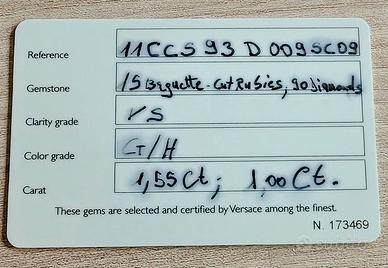 Reference 11CCS93D009SC09
Gemstone 15 Baguette-Cut Rubies, 90 Diamonds
Clarity grade VS
Color grade G/H
Carat 1,55 Ct; 1,00 Ct.
These gems are selected and certified by Versace among the finest.
N. 173469